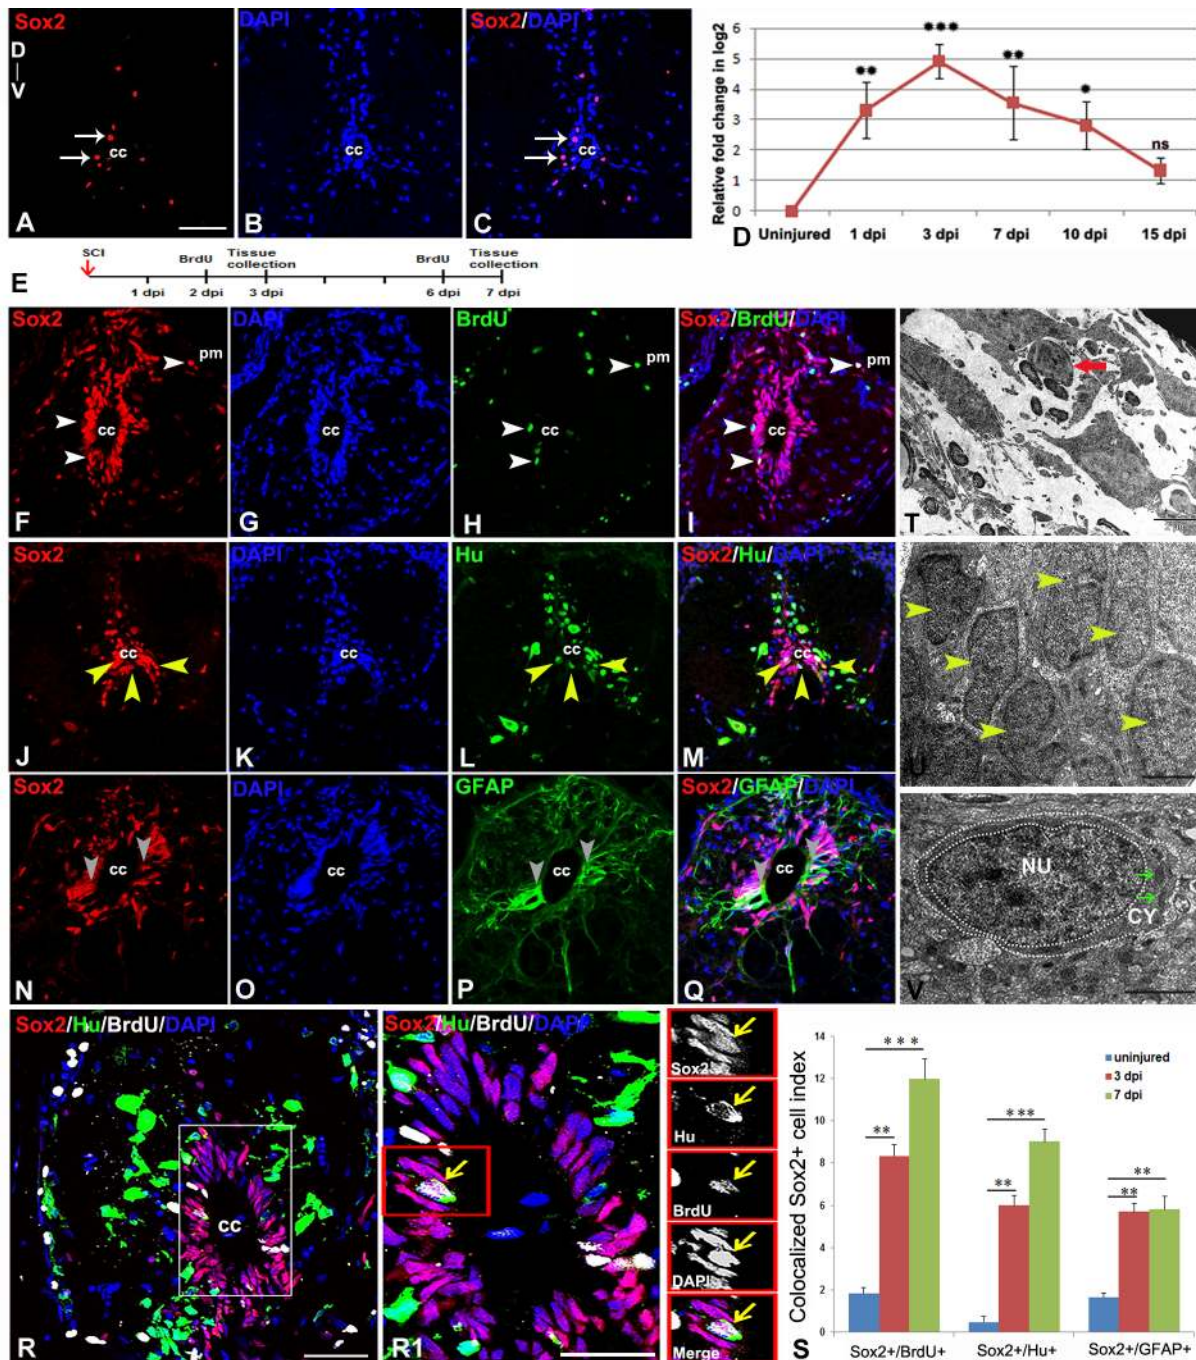 Sox2
D
V
cc
A
DAPI
cc
B
Sox2/DAPI
cc
C
Relative fold change in log2
6
5
4
3
2
1
0
**
***
**
*
ns
D
Uninjured
1 dpi
3 dpi
7 dpi
10 dpi
15 dpi
E
SCI
1 dpi
BrdU
2 dpi
Tissue
collection
3 dpi
BrdU
6 dpi
Tissue
collection
7 dpi
Sox2
pm
cc
F
DAPI
cc
G
BrdU
pm
cc
H
Sox2/BrdU/DAPI
pm
cc
I
T
Sox2
cc
J
DAPI
cc
K
Hu
cc
L
Sox2/Hu/DAPI
cc
M
U
Sox2
cc
N
DAPI
cc
O
GFAP
cc
P
Sox2/GFAP/DAPI
cc
Q
NU
CY
V
Sox2/Hu/BrdU/DAPI
cc
R
Sox2/Hu/BrdU/DAPI
R1
Sox2
Hu
BrdU
DAPI
Merge
Colocalized Sox2+ cell index
14
12
10
8
6
4
2
0
uninjured
3 dpi
7 dpi
***
**
***
**
**
**
S
Sox2+/BrdU+
Sox2+/Hu+
Sox2+/GFAP+